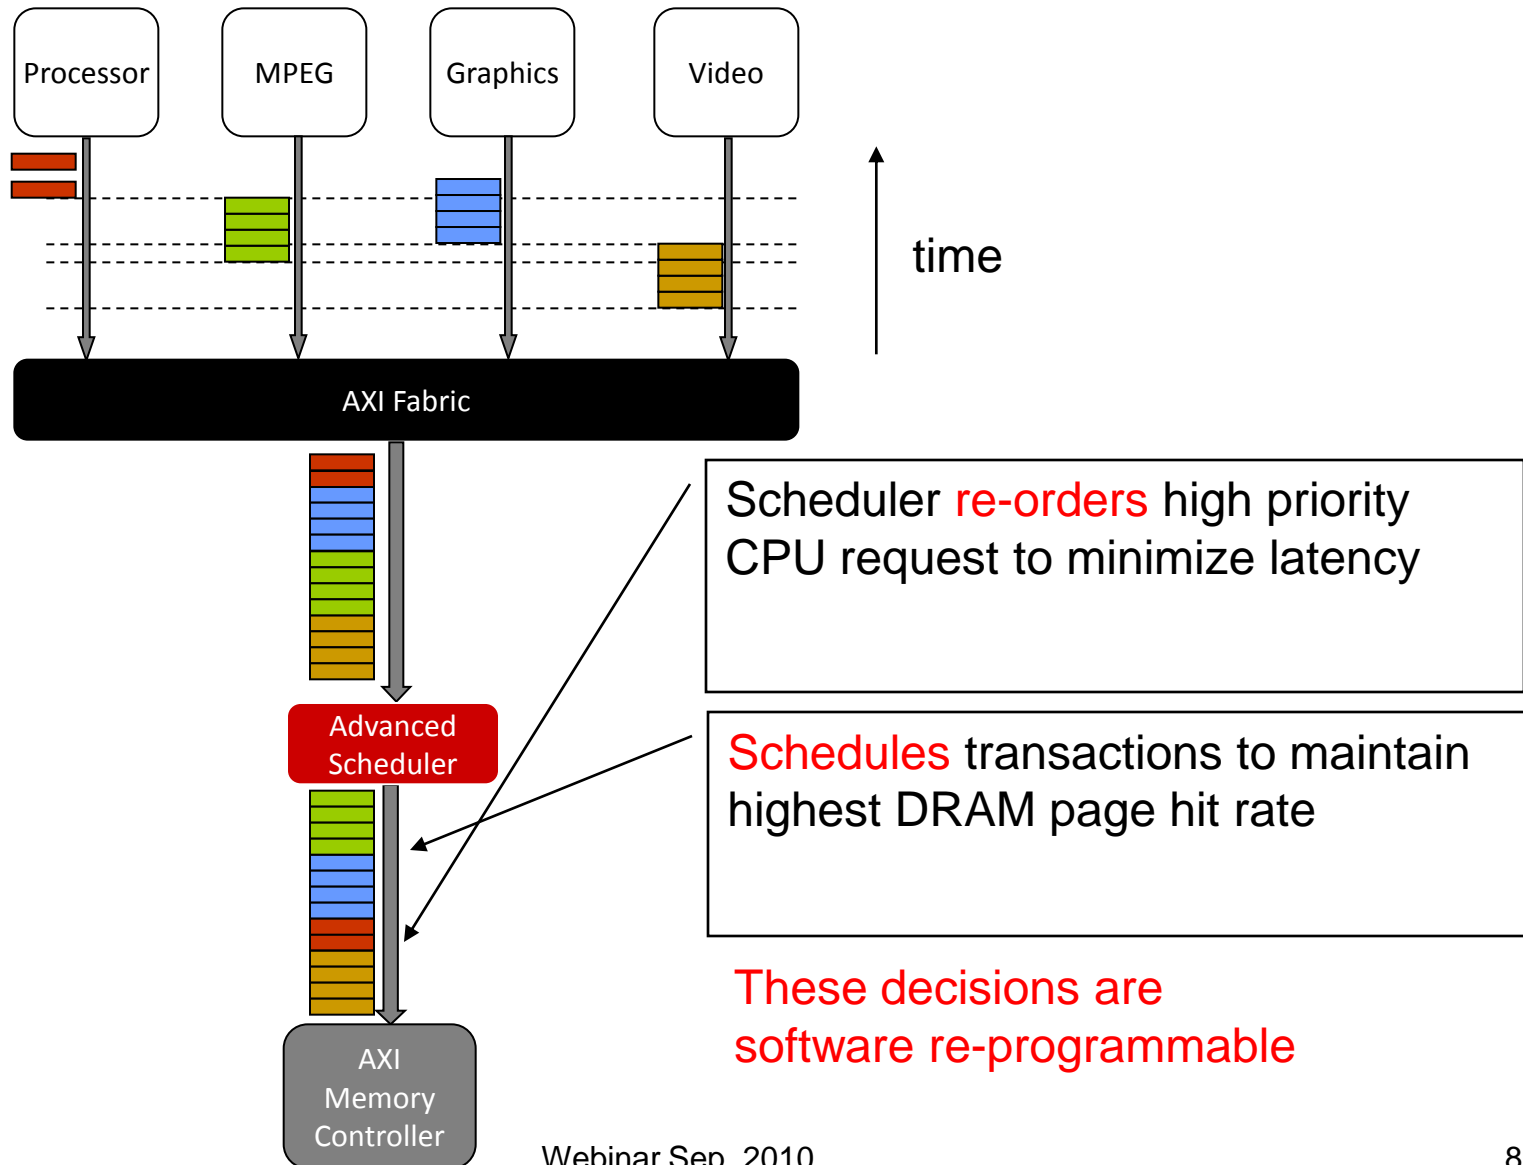 Processor
MPEG
Graphics
Video
time
AXI Fabric
Scheduler re-orders high priority
CPU request to minimize latency
Advanced
Scheduler
Schedules transactions to maintain
highest DRAM page hit rate
These decisions are
software re-programmable
AXI
Memory
Controller
Webinar Sep, 2010
8